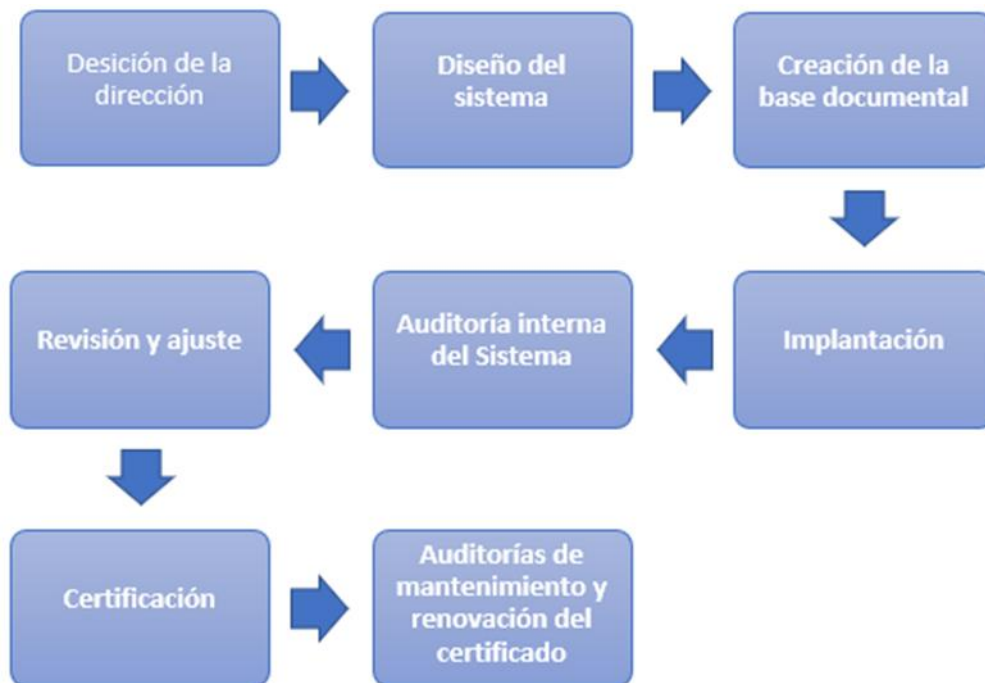 Desición de la
dirección
Diseño del
sistema
Creación de la
base documental
Implantación
Auditoría interna
del Sistema
Revisión y ajuste
Certificación
Auditorías de
mantenimiento y
renovación del
certificado